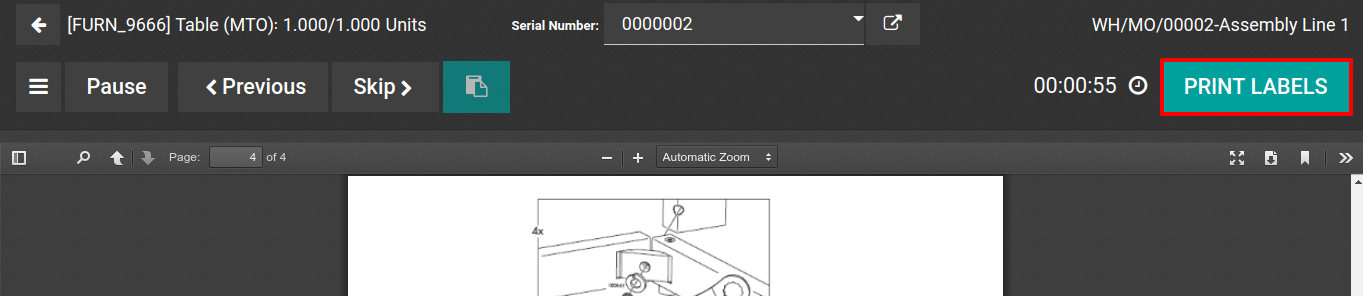 [FURN_9666] Table (MTO): 1.000/1.000 Units Serial Number: 0000002 WH/MO/00002-Assembly Line 1
Pause Previous Skip 00:00:55 PRINT LABELS
Page: 4 of 4 Automatic Zoom
4x